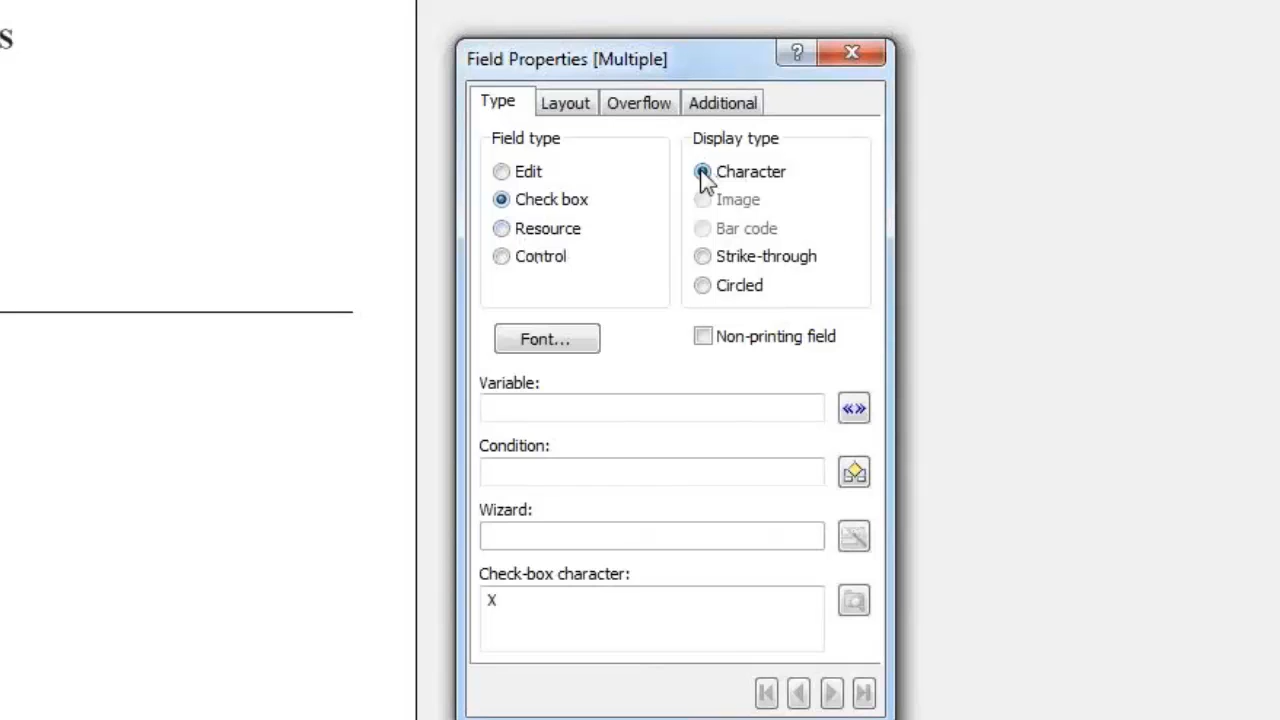 s
Field Properties [Multiple]
?
Type Layout Overflow Additional
Field type
Edit
Check box
Resource
Control
Display type
Character
Image
Bar code
Strike-through
Circled
Font...
Non-printing field
Variable:
«»
Condition:
Wizard:
Check-box character:
X